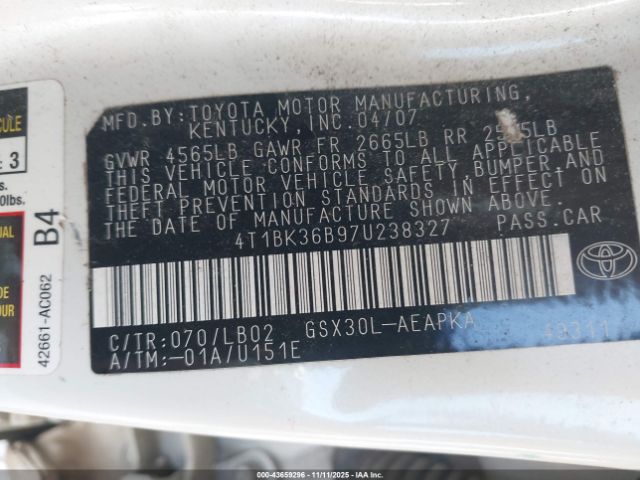 MFD.BY: TOYOTA MOTOR MANUFACTURING,
KENTUCKY, INC. 04/07
GVWR 4565LB GAWR FR 2665LB RR
THIS VEHICLE CONFORMS TO ALL APPLICABLE
FEDERAL MOTOR VEHICLE SAFETY, BUMPER, AND
THEFT PREVENTION STANDARDS IN EFFECT ON
THE DATE OF MANUFACTURE SHOWN ABOVE.
4T1BK36B97U238327 PASS.CAR
TOYOTA
C/TR: 070/LB02 GSX30L-AEAPKA
A/TM:-01A/U151E
3
B4
42661-AC062
000-43659296 - 11/11/2025 - IAA Inc.